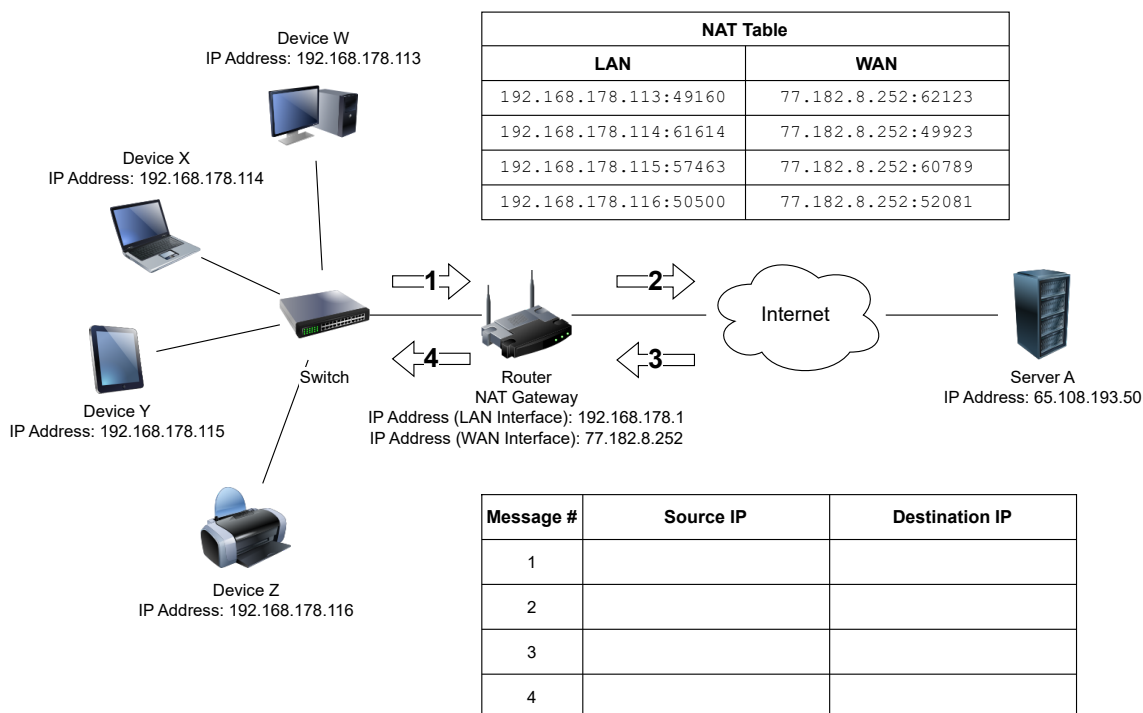 Device W
IP Address: 192.168.178.113
NAT Table
LAN WAN
192.168.178.113:49160 77.182.8.252:62123
192.168.178.114:61614 77.182.8.252:49923
192.168.178.115:57463 77.182.8.252:60789
192.168.178.116:50500 77.182.8.252:52081
Device X
IP Address: 192.168.178.114
1
2
Internet
4
3
Switch
Router
NAT Gateway
IP Address (LAN Interface): 192.168.178.1
IP Address (WAN Interface): 77.182.8.252
Server A
IP Address: 65.108.193.50
Device Y
IP Address: 192.168.178.115
Device Z
IP Address: 192.168.178.116
Message # Source IP Destination IP
1
2
3
4